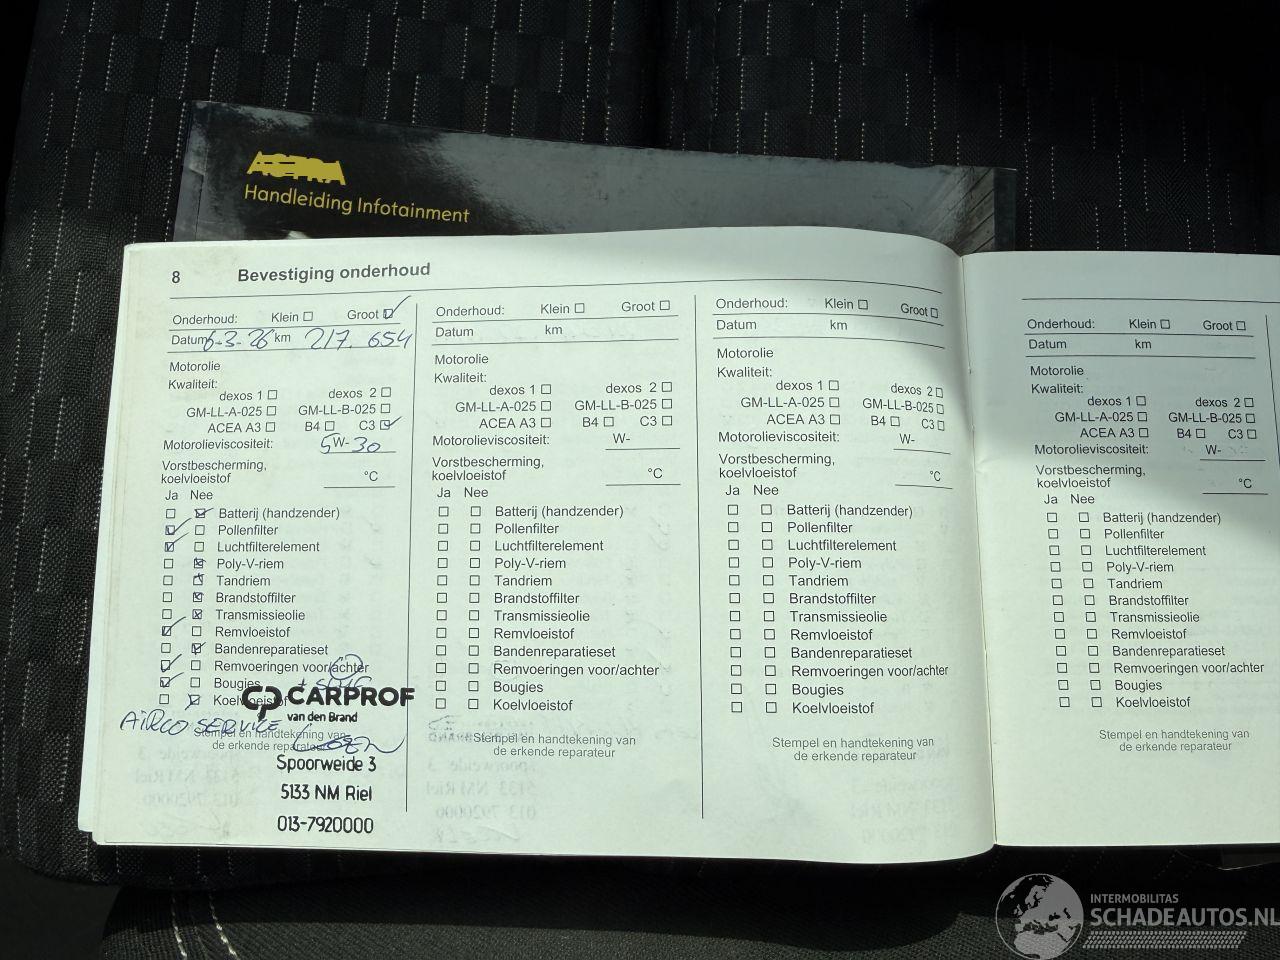 ASTRA
Handleiding Infotainment
8 Bevestiging onderhoud
Onderhoud: Klein ☐ Groot ☑
Datum 6-3-26 km 217.654
Motorolie
Kwaliteit:
dexos 1 ☐ dexos 2 ☐
GM-LL-A-025 ☐ GM-LL-B-025 ☐
ACEA A3 ☐ B4 ☐ C3 ☑
Motorolieviscositeit: 5W-30
Vorstbescherming,
koelvloeistof °C
Ja Nee
☐ ☑ Batterij (handzender)
☑ ☐ Pollenfilter
☑ ☐ Luchtfilterelement
☐ ☒ Poly-V-riem
☐ ☒ Tandriem
☐ ☒ Brandstoffilter
☐ ☒ Transmissieolie
☑ ☐ Remvloeistof
☐ ☒ Bandenreparatieset
☑ ☐ Remvoeringen voor/achter
☑ ☐ Bougies
☐ ☒ Koelvloeistof
AIRCO SERVICE
CARPROF
van den Brand
Stempel en handtekening van
de erkende reparateur
Spoorweide 3
5133 NM Riel
013-7920000
Onderhoud: Klein ☐ Groot ☐
Datum km
Motorolie
Kwaliteit:
dexos 1 ☐ dexos 2 ☐
GM-LL-A-025 ☐ GM-LL-B-025 ☐
ACEA A3 ☐ B4 ☐ C3 ☐
Motorolieviscositeit: W-
Vorstbescherming,
koelvloeistof °C
Ja Nee
☐ ☐ Batterij (handzender)
☐ ☐ Pollenfilter
☐ ☐ Luchtfilterelement
☐ ☐ Poly-V-riem
☐ ☐ Tandriem
☐ ☐ Brandstoffilter
☐ ☐ Transmissieolie
☐ ☐ Remvloeistof
☐ ☐ Bandenreparatieset
☐ ☐ Remvoeringen voor/achter
☐ ☐ Bougies
☐ ☐ Koelvloeistof
Stempel en handtekening van
de erkende reparateur
Onderhoud: Klein ☐ Groot ☐
Datum km
Motorolie
Kwaliteit:
dexos 1 ☐ dexos 2 ☐
GM-LL-A-025 ☐ GM-LL-B-025 ☐
ACEA A3 ☐ B4 ☐ C3 ☐
Motorolieviscositeit: W-
Vorstbescherming,
koelvloeistof °C
Ja Nee
☐ ☐ Batterij (handzender)
☐ ☐ Pollenfilter
☐ ☐ Luchtfilterelement
☐ ☐ Poly-V-riem
☐ ☐ Tandriem
☐ ☐ Brandstoffilter
☐ ☐ Transmissieolie
☐ ☐ Remvloeistof
☐ ☐ Bandenreparatieset
☐ ☐ Remvoeringen voor/achter
☐ ☐ Bougies
☐ ☐ Koelvloeistof
Stempel en handtekening van
de erkende reparateur
Onderhoud: Klein ☐ Groot ☐
Datum km
Motorolie
Kwaliteit:
dexos 1 ☐ dexos 2 ☐
GM-LL-A-025 ☐ GM-LL-B-025 ☐
ACEA A3 ☐ B4 ☐ C3 ☐
Motorolieviscositeit: W-
Vorstbescherming,
koelvloeistof °C
Ja Nee
☐ ☐ Batterij (handzender)
☐ ☐ Pollenfilter
☐ ☐ Luchtfilterelement
☐ ☐ Poly-V-riem
☐ ☐ Tandriem
☐ ☐ Brandstoffilter
☐ ☐ Transmissieolie
☐ ☐ Remvloeistof
☐ ☐ Bandenreparatieset
☐ ☐ Remvoeringen voor/achter
☐ ☐ Bougies
☐ ☐ Koelvloeistof
Stempel en handtekening van
de erkende reparateur
INTERMOBILITAS
SCHADEAUTOS.NL